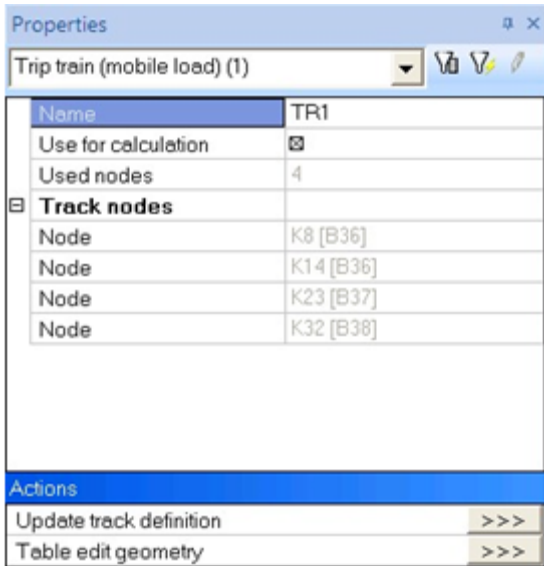 Properties
Trip train (mobile load) (1)
Name TR1
Use for calculation
Used nodes 4
Track nodes
Node K8 [B36]
Node K14 [B36]
Node K23 [B37]
Node K32 [B38]
Actions
Update track definition >>>
Table edit geometry >>>